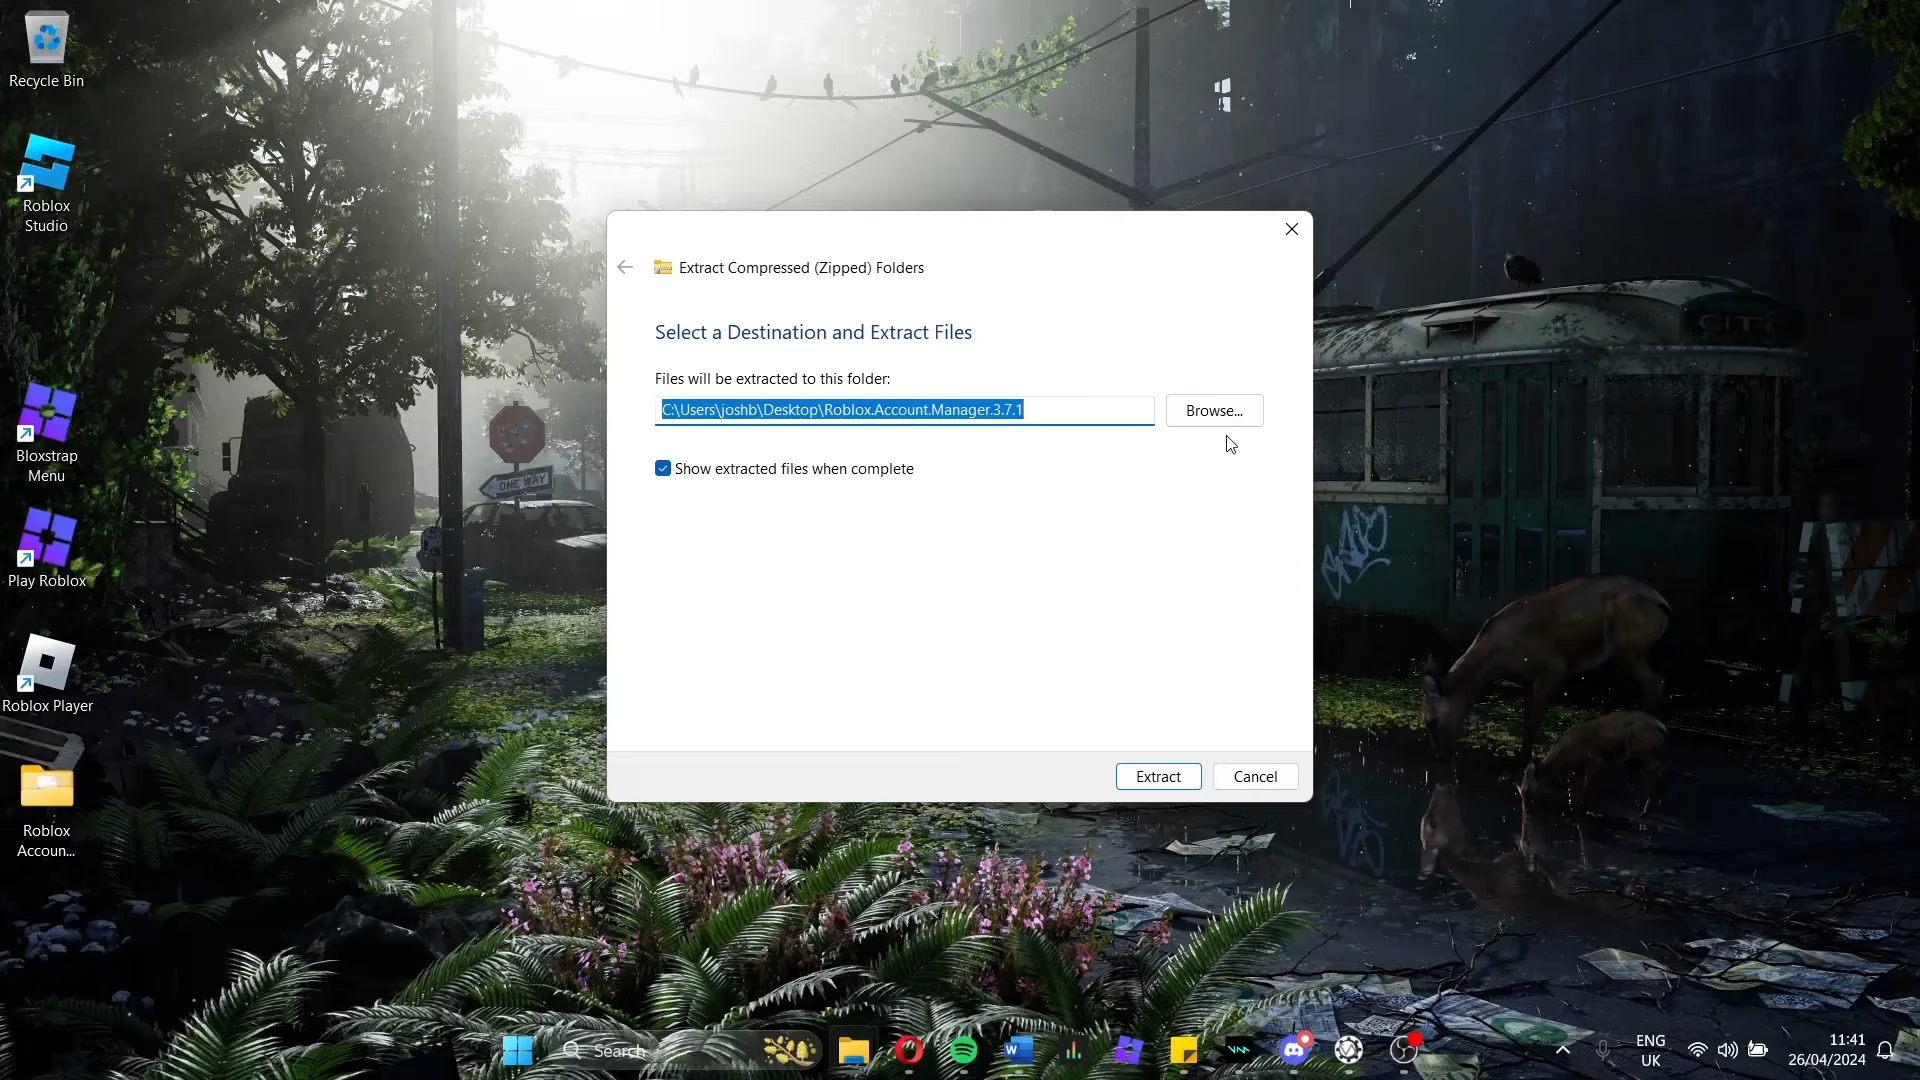 Recycle Bin
Roblox
Studio
Bloxstrap
Menu
Play Roblox
Roblox Player
Roblox
Accoun...
Extract Compressed (Zipped) Folders
Select a Destination and Extract Files
Files will be extracted to this folder:
C:\Users\joshb\Desktop\Roblox.Account.Manager.3.7.1
Browse...
Show extracted files when complete
Extract
Cancel
ONE WAY
CIT
Search
ENG
UK
11:41
26/04/2024